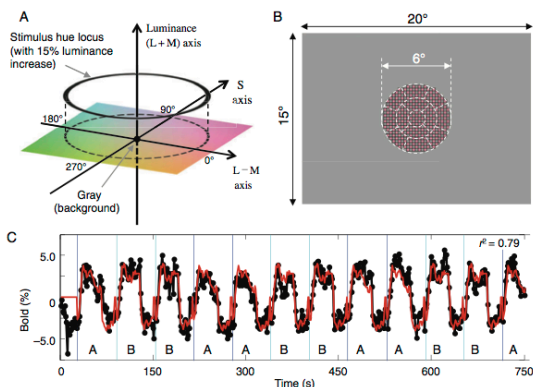 A
Stimulus hue locus
(with 15% luminance
increase)
Luminance
(L + M) axis
S
axis
90°
180°
0°
270°
L – M
axis
Gray
(background)
B
20°
15°
6°
C
r² = 0.79
Bold (%)
5.0
0
–5.0
A B B A A B B A A B B A
0 150 300 450 600 750
Time (s)